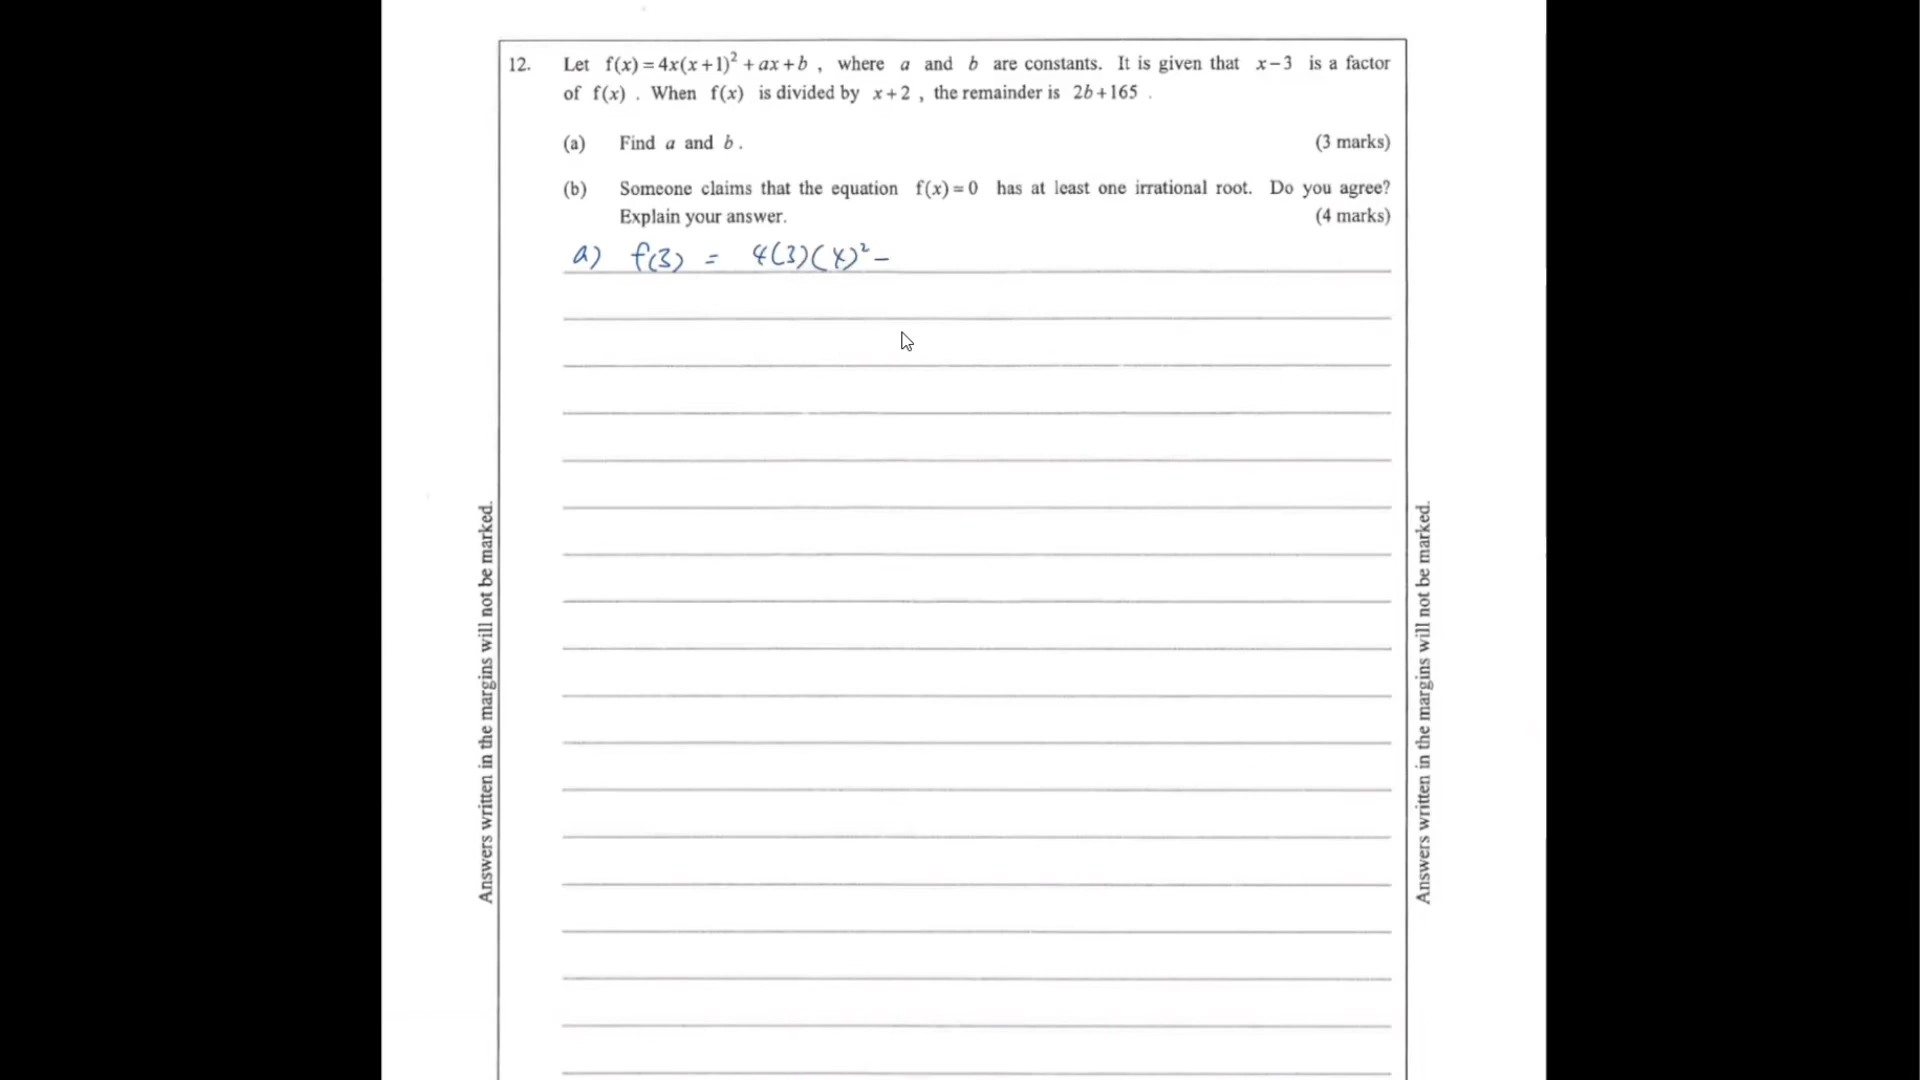 12. Let f(x)=4x(x+1)²+ax+b , where a and b are constants. It is given that x−3 is a factor
of f(x) . When f(x) is divided by x+2 , the remainder is 2b+165 .
(a) Find a and b . (3 marks)
(b) Someone claims that the equation f(x)=0 has at least one irrational root. Do you agree?
Explain your answer. (4 marks)
a) f(3) = 4(3)(4)² −
Answers written in the margins will not be marked.
Answers written in the margins will not be marked.